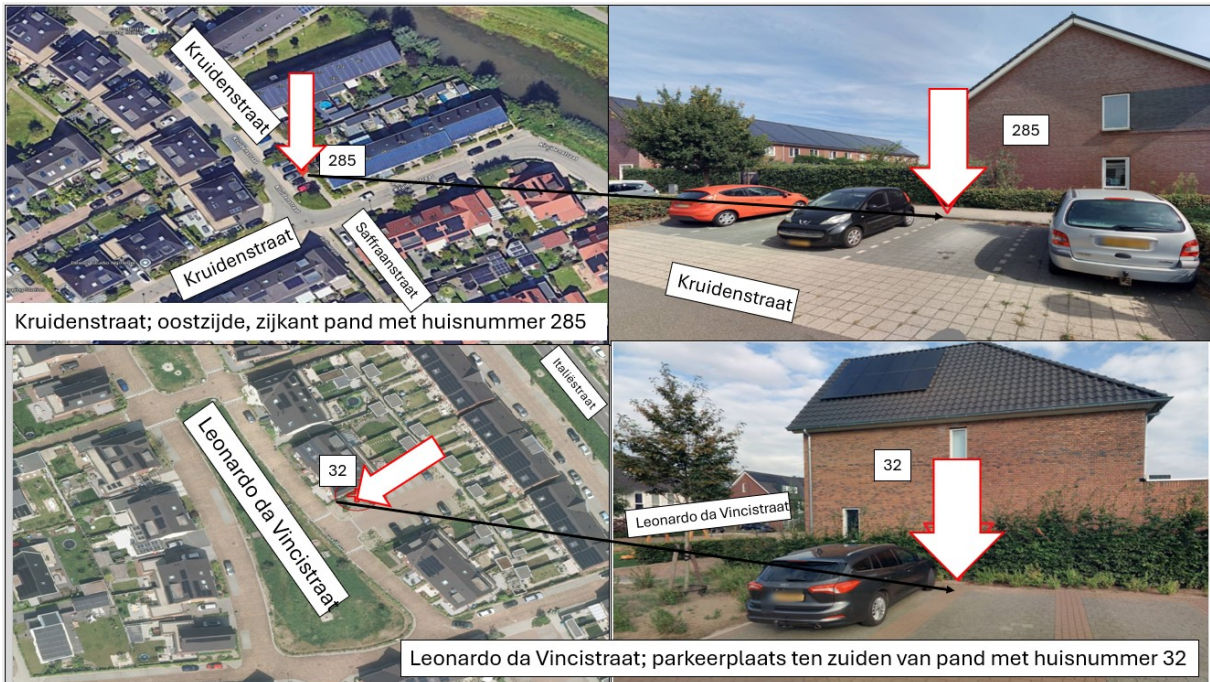 Kruidenstraat
285
Kruidenstraat
Saffraanstraat
Kruidenstraat; oostzijde, zijkant pand met huisnummer 285
285
Kruidenstraat
Italiëstraat
32
Leonardo da Vincistraat
32
Leonardo da Vincistraat
Leonardo da Vincistraat; parkeerplaats ten zuiden van pand met huisnummer 32